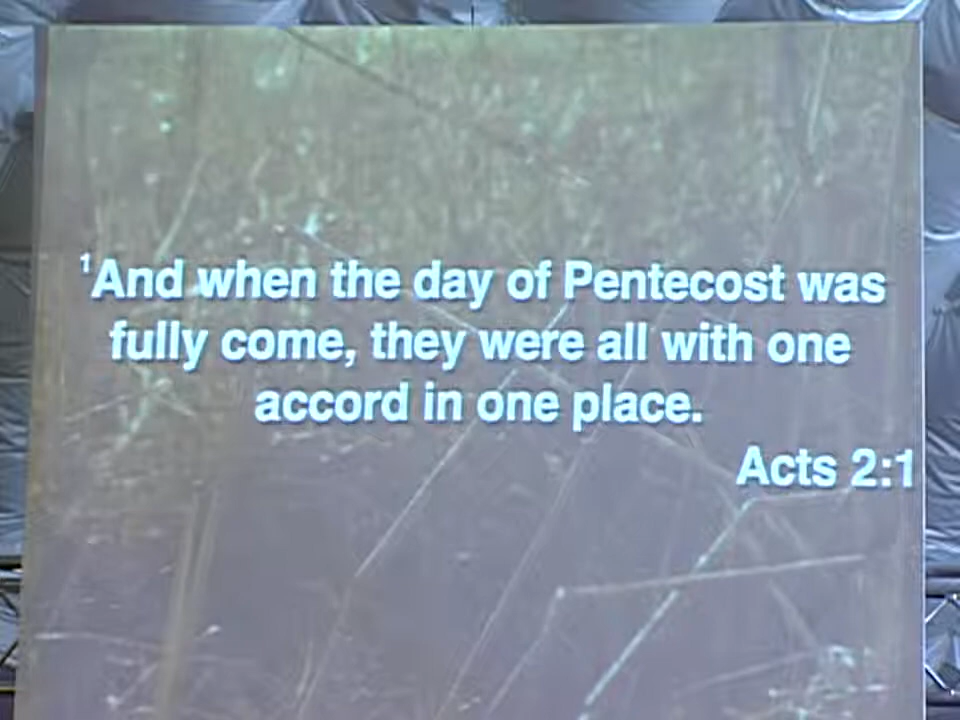 ¹And when the day of Pentecost was
fully come, they were all with one
accord in one place.
Acts 2:1